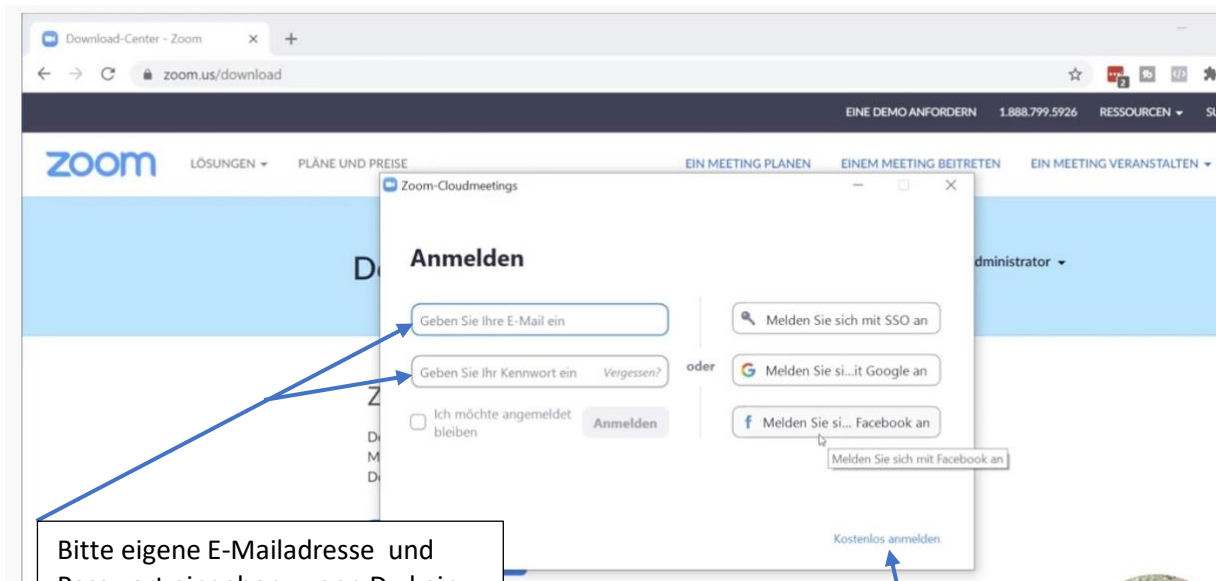 Download-Center - Zoom
zoom.us/download
2
EINE DEMO ANFORDERN 1.888.799.5926 RESSOURCEN
zoom LÖSUNGEN PLÄNE UND PREISE EIN MEETING PLANEN EINEM MEETING BEITRETEN EIN MEETING VERANSTALTEN
Zoom-Cloudmeetings
Anmelden
Geben Sie Ihre E-Mail ein
Geben Sie Ihr Kennwort ein Vergessen?
Ich möchte angemeldet
bleiben
Anmelden
oder
Melden Sie sich mit SSO an
Melden Sie si...it Google an
Melden Sie si... Facebook an
Melden Sie sich mit Facebook an
Kostenlos anmelden
Bitte eigene E-Mailadresse und